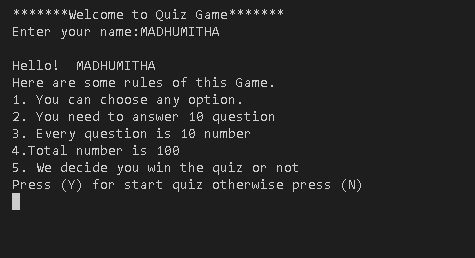 *******Welcome to Quiz Game*******
Enter your name:MADHUMITHA
Hello!  MADHUMITHA
Here are some rules of this Game.
1. You can choose any option.
2. You need to answer 10 question
3. Every question is 10 number
4.Total number is 100
5. We decide you win the quiz or not
Press (Y) for start quiz otherwise press (N)